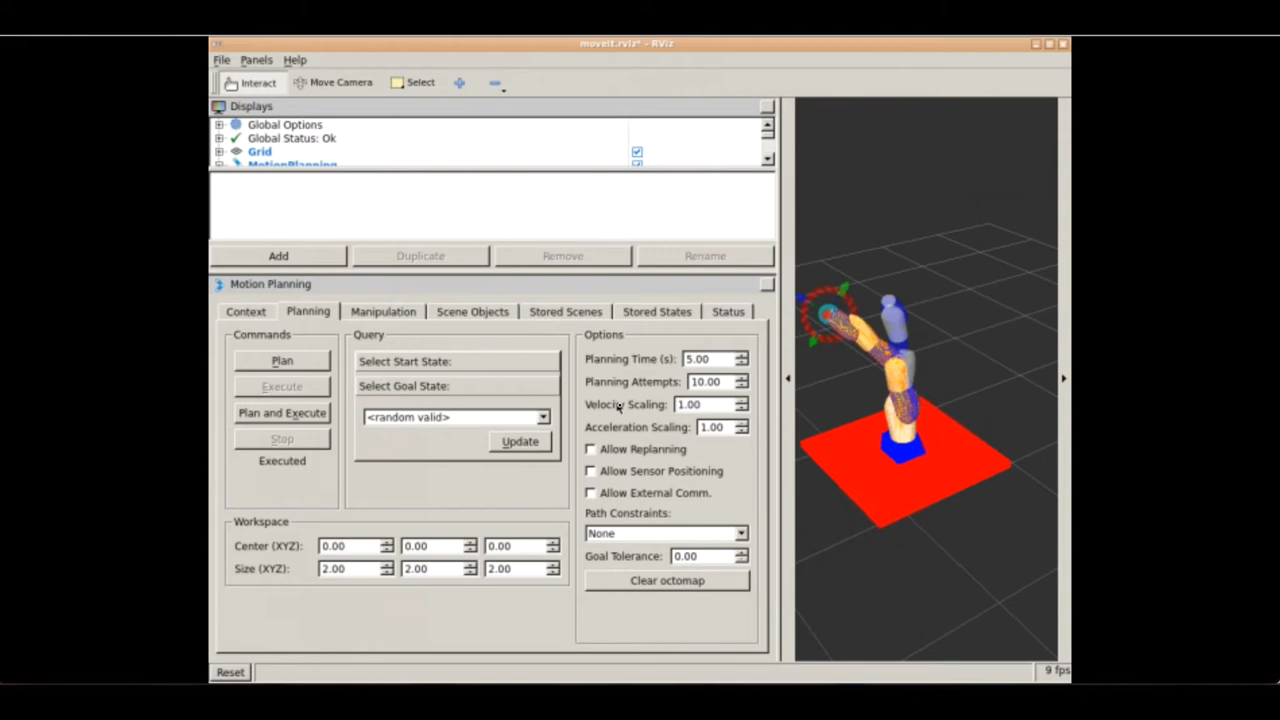 moveit.rviz* - RViz
File Panels Help
Interact Move Camera Select
Displays
Global Options
Global Status: Ok
Grid
MotionPlanning
Add Duplicate Remove Rename
Motion Planning
Context Planning Manipulation Scene Objects Stored Scenes Stored States Status
Commands
Plan
Execute
Plan and Execute
Stop
Executed
Query
Select Start State:
Select Goal State:
<random valid>
Update
Workspace
Center (XYZ): 0.00 0.00 0.00
Size (XYZ): 2.00 2.00 2.00
Options
Planning Time (s): 5.00
Planning Attempts: 10.00
Velocity Scaling: 1.00
Acceleration Scaling: 1.00
Allow Replanning
Allow Sensor Positioning
Allow External Comm.
Path Constraints:
None
Goal Tolerance: 0.00
Clear octomap
Reset
9 fps